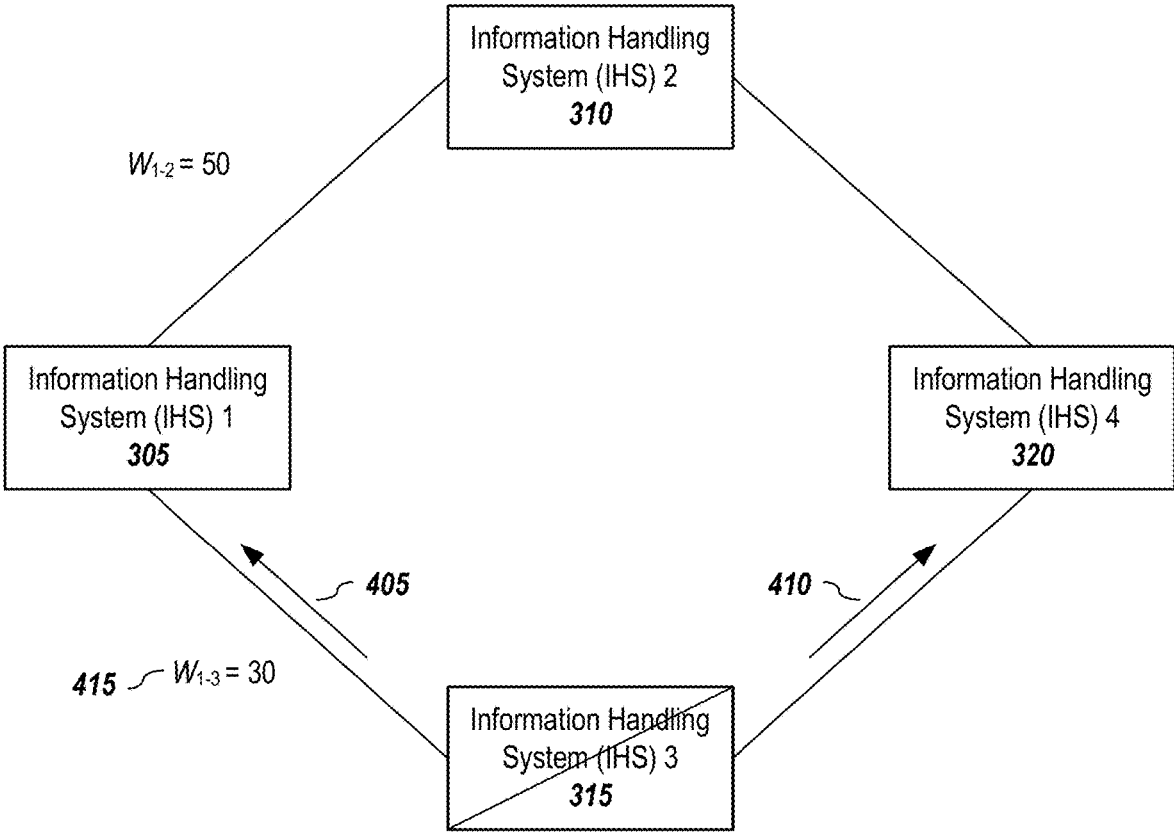 Information Handling
System (IHS) 2
310
W1-2 = 50
Information Handling
System (IHS) 1
305
Information Handling
System (IHS) 4
320
405
410
415
W1-3 = 30
Information Handling
System (IHS) 3
315